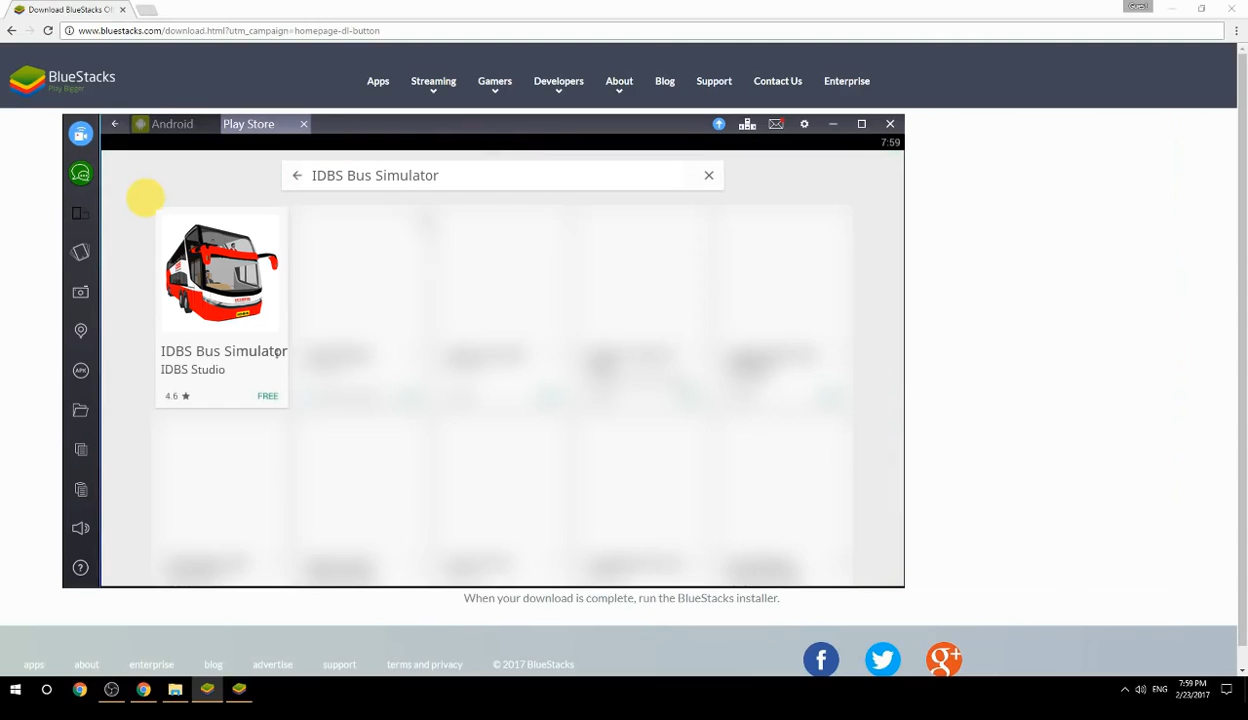 Download BlueStacks Of
www.bluestacks.com/download.html?utm_campaign=homepage-dl-button
BlueStacks
Play Bigger
Apps Streaming Gamers Developers About Blog Support Contact Us Enterprise
Android Play Store
7:59
IDBS Bus Simulator
IDBS Bus Simulator
IDBS Studio
4.6 ★ FREE
When your download is complete, run the BlueStacks installer.
apps about enterprise blog advertise support terms and privacy © 2017 BlueStacks
ENG
7:59 PM
2/23/2017